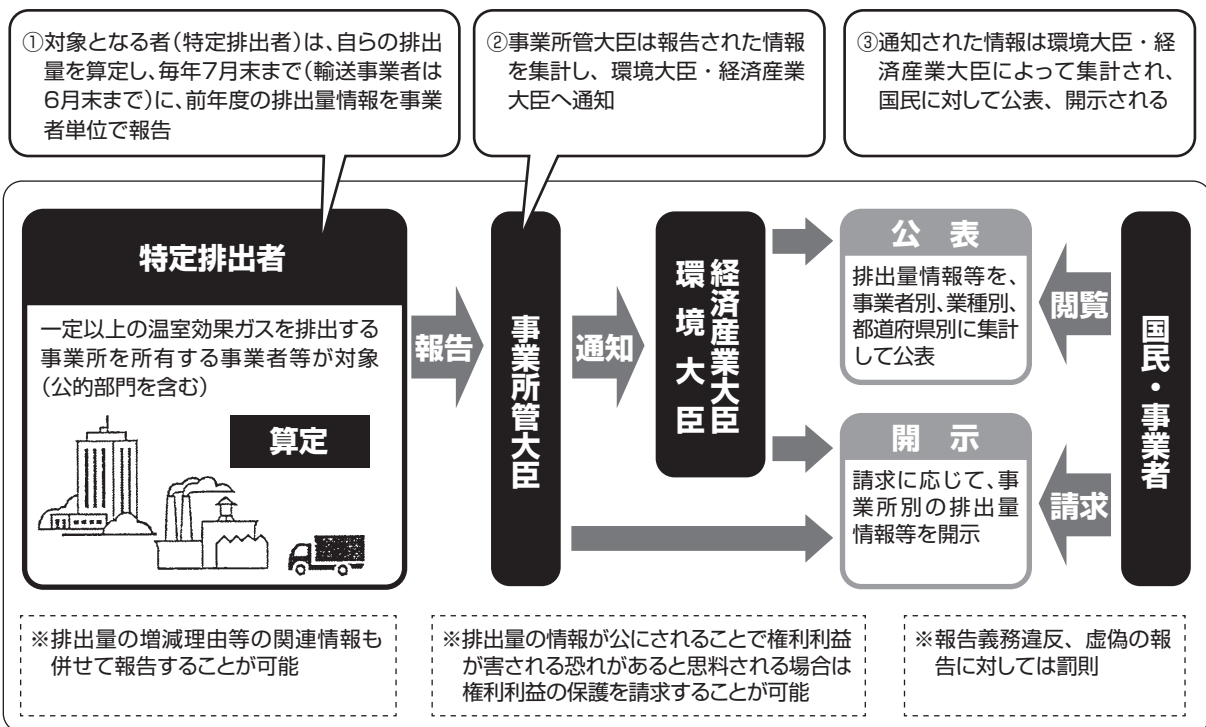 ①対象となる者（特定排出者）は、自らの排出
量を算定し、毎年7月末まで（輸送事業者は
6月末まで）に、前年度の排出量情報を事業
者単位で報告
②事業所管大臣は報告された情報
を集計し、環境大臣・経済産業
大臣へ通知
③通知された情報は環境大臣・経
済産業大臣によって集計され、
国民に対して公表、開示される
特定排出者
一定以上の温室効果ガスを排出する
事業所を所有する事業者等が対象
（公的部門を含む）
算定
報告
事業所管大臣
通知
経済産業大臣
環境大臣
公表
排出量情報等を、
事業者別、業種別、
都道府県別に集計
して公表
開示
請求に応じて、事
業所別の排出量
情報等を開示
閲覧
請求
国民・事業者
※排出量の増減理由等の関連情報も
併せて報告することが可能
※排出量の情報が公にされることで権利利益
が害される恐れがあると思料される場合は
権利利益の保護を請求することが可能
※報告義務違反、虚偽の報
告に対しては罰則